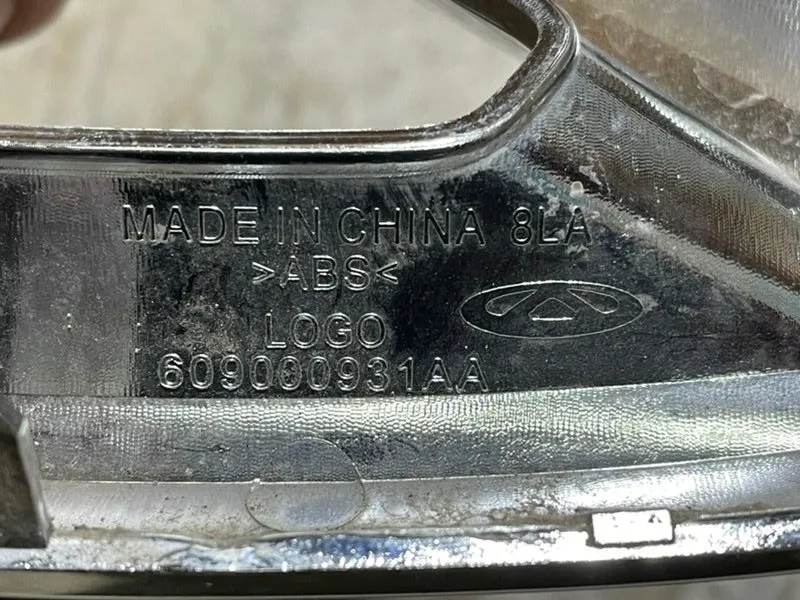 MADE IN CHINA 8LA
>ABS<
LOGO
609000931AA